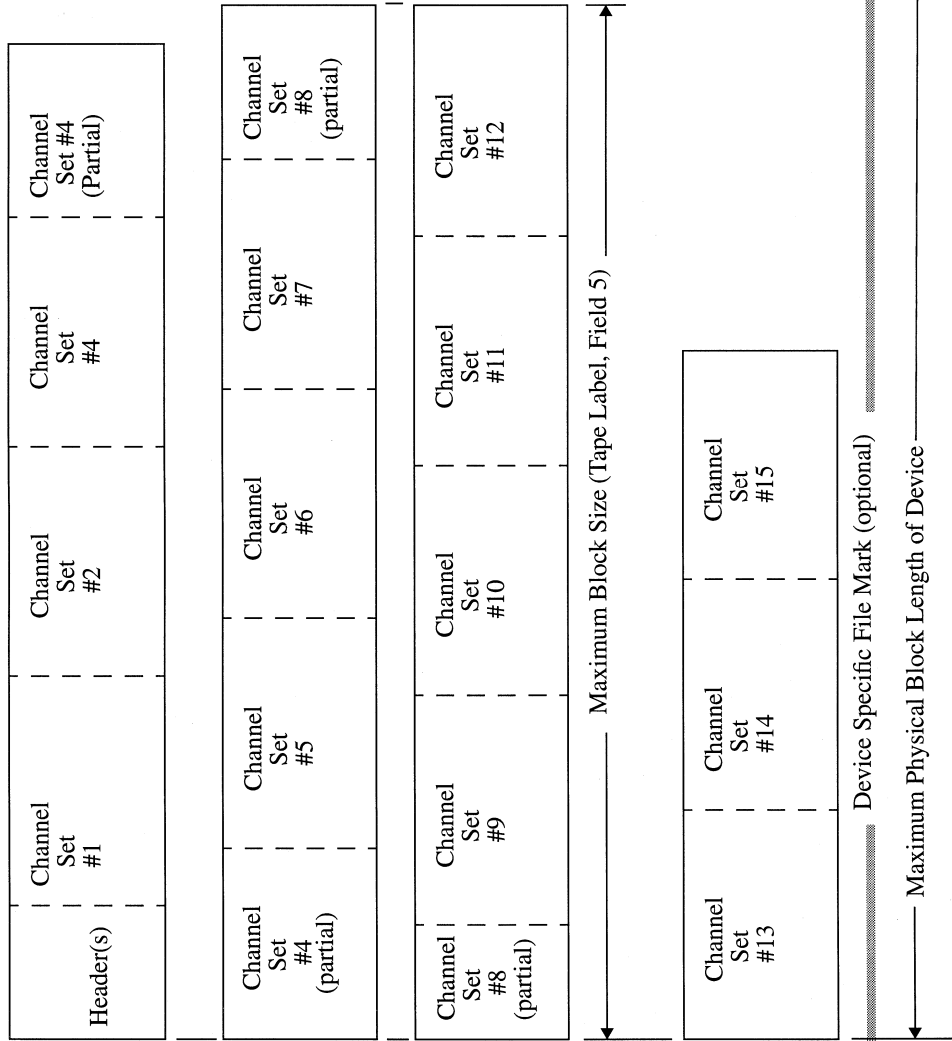 Header(s)
Channel
Set
#1
Channel
Set
#2
Channel
Set
#4
Channel
Set #4
(Partial)
Channel
Set
#4
(partial)
Channel
Set
#5
Channel
Set
#6
Channel
Set
#7
Channel
Set
#8
(partial)
Channel
Set
#8
(partial)
Channel
Set
#9
Channel
Set
#10
Channel
Set
#11
Channel
Set
#12
Maximum Block Size (Tape Label, Field 5)
Channel
Set
#13
Channel
Set
#14
Channel
Set
#15
Device Specific File Mark (optional)
Maximum Physical Block Length of Device